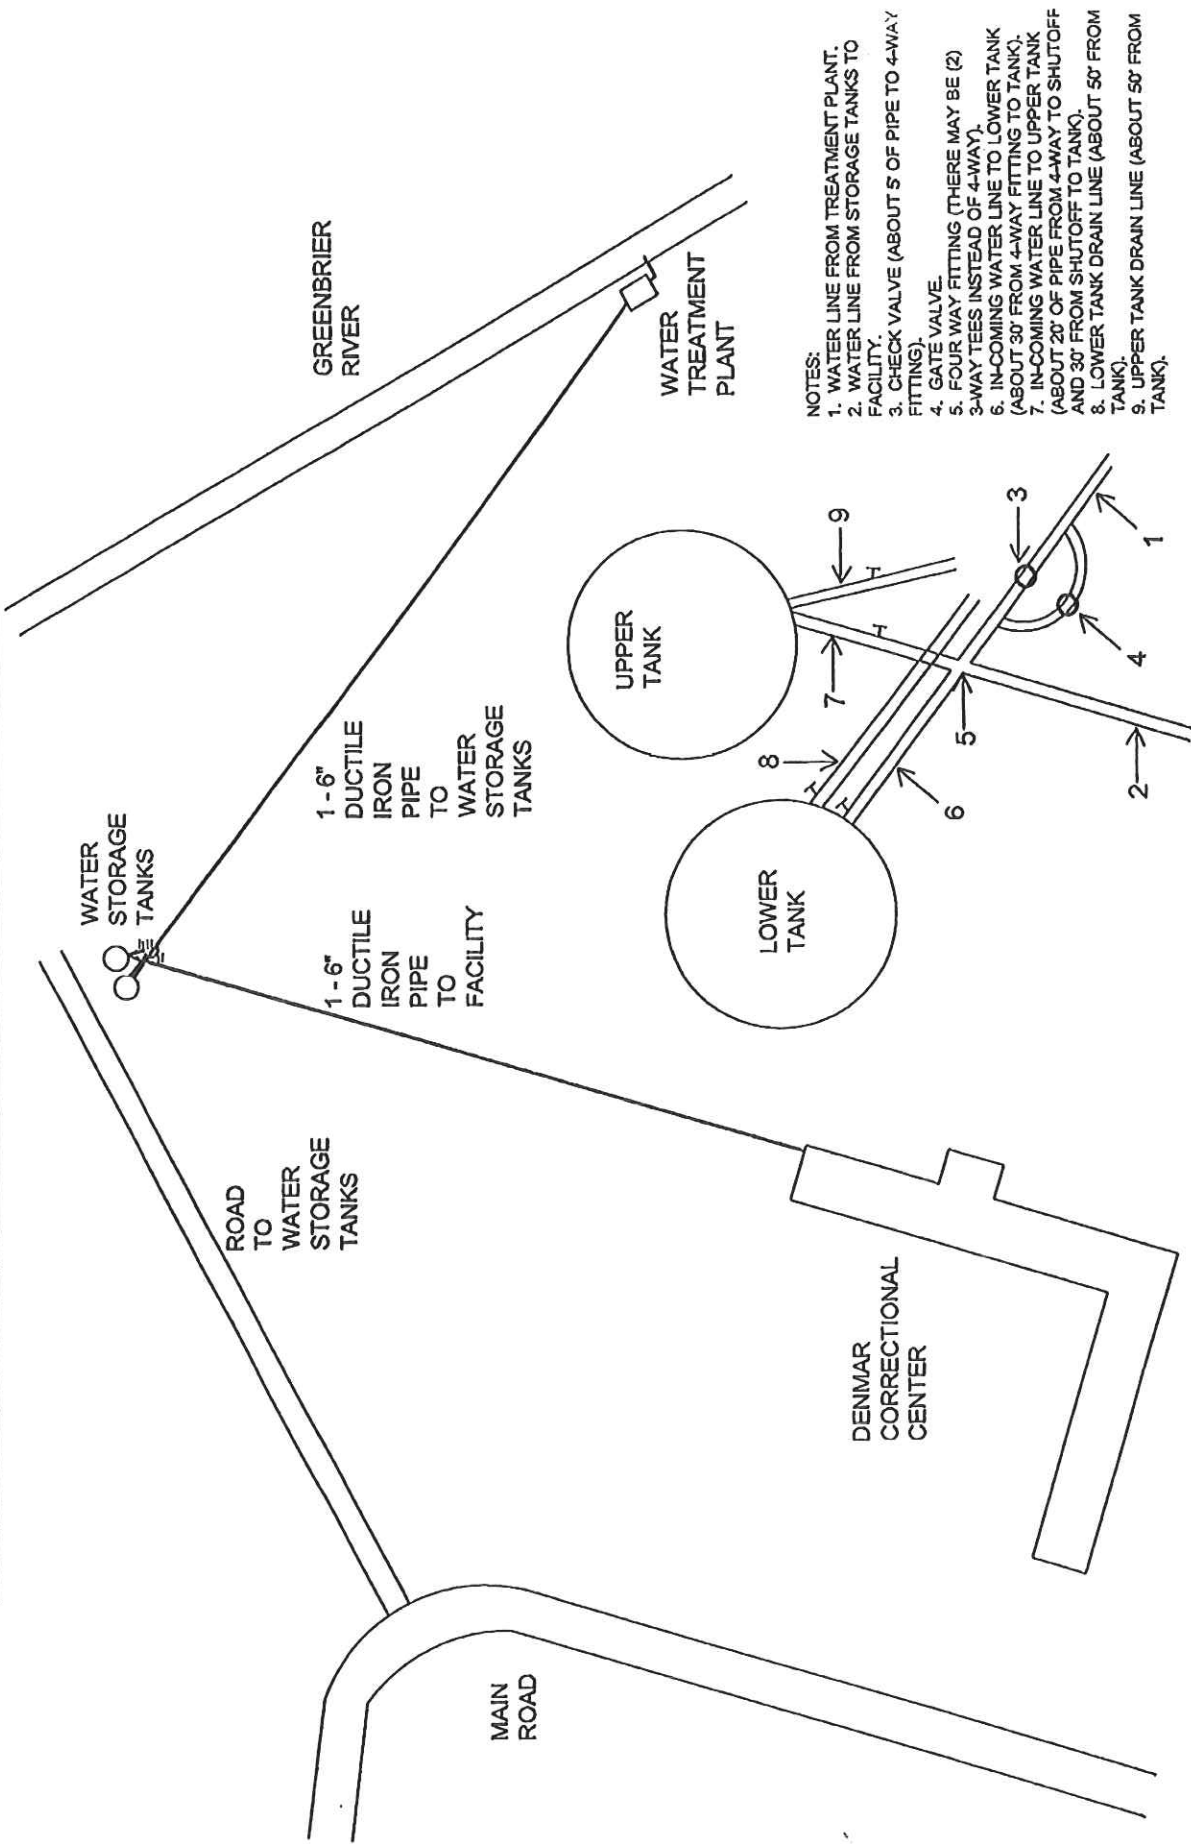 GREENBRIER
RIVER
WATER
STORAGE
TANKS
1 - 6"
DUCTILE
IRON
PIPE
TO
WATER
STORAGE
TANKS
WATER
TREATMENT
PLANT
ROAD
TO
WATER
STORAGE
TANKS
1 - 6"
DUCTILE
IRON
PIPE
TO
FACILITY
MAIN
ROAD
DENMAR
CORRECTIONAL
CENTER
UPPER
TANK
LOWER
TANK
9
7
8
3
1
4
5
6
2
NOTES:
1. WATER LINE FROM TREATMENT PLANT.
2. WATER LINE FROM STORAGE TANKS TO
FACILITY.
3. CHECK VALVE (ABOUT 5' OF PIPE TO 4-WAY
FITTING).
4. GATE VALVE.
5. FOUR WAY FITTING (THERE MAY BE (2)
3-WAY TEES INSTEAD OF 4-WAY).
6. IN-COMING WATER LINE TO LOWER TANK
(ABOUT 30' FROM 4-WAY FITTING TO TANK).
7. IN-COMING WATER LINE TO UPPER TANK
(ABOUT 20' OF PIPE FROM 4-WAY TO SHUTOFF
AND 30' FROM SHUTOFF TO TANK).
8. LOWER TANK DRAIN LINE (ABOUT 50' FROM
TANK).
9. UPPER TANK DRAIN LINE (ABOUT 50' FROM
TANK).